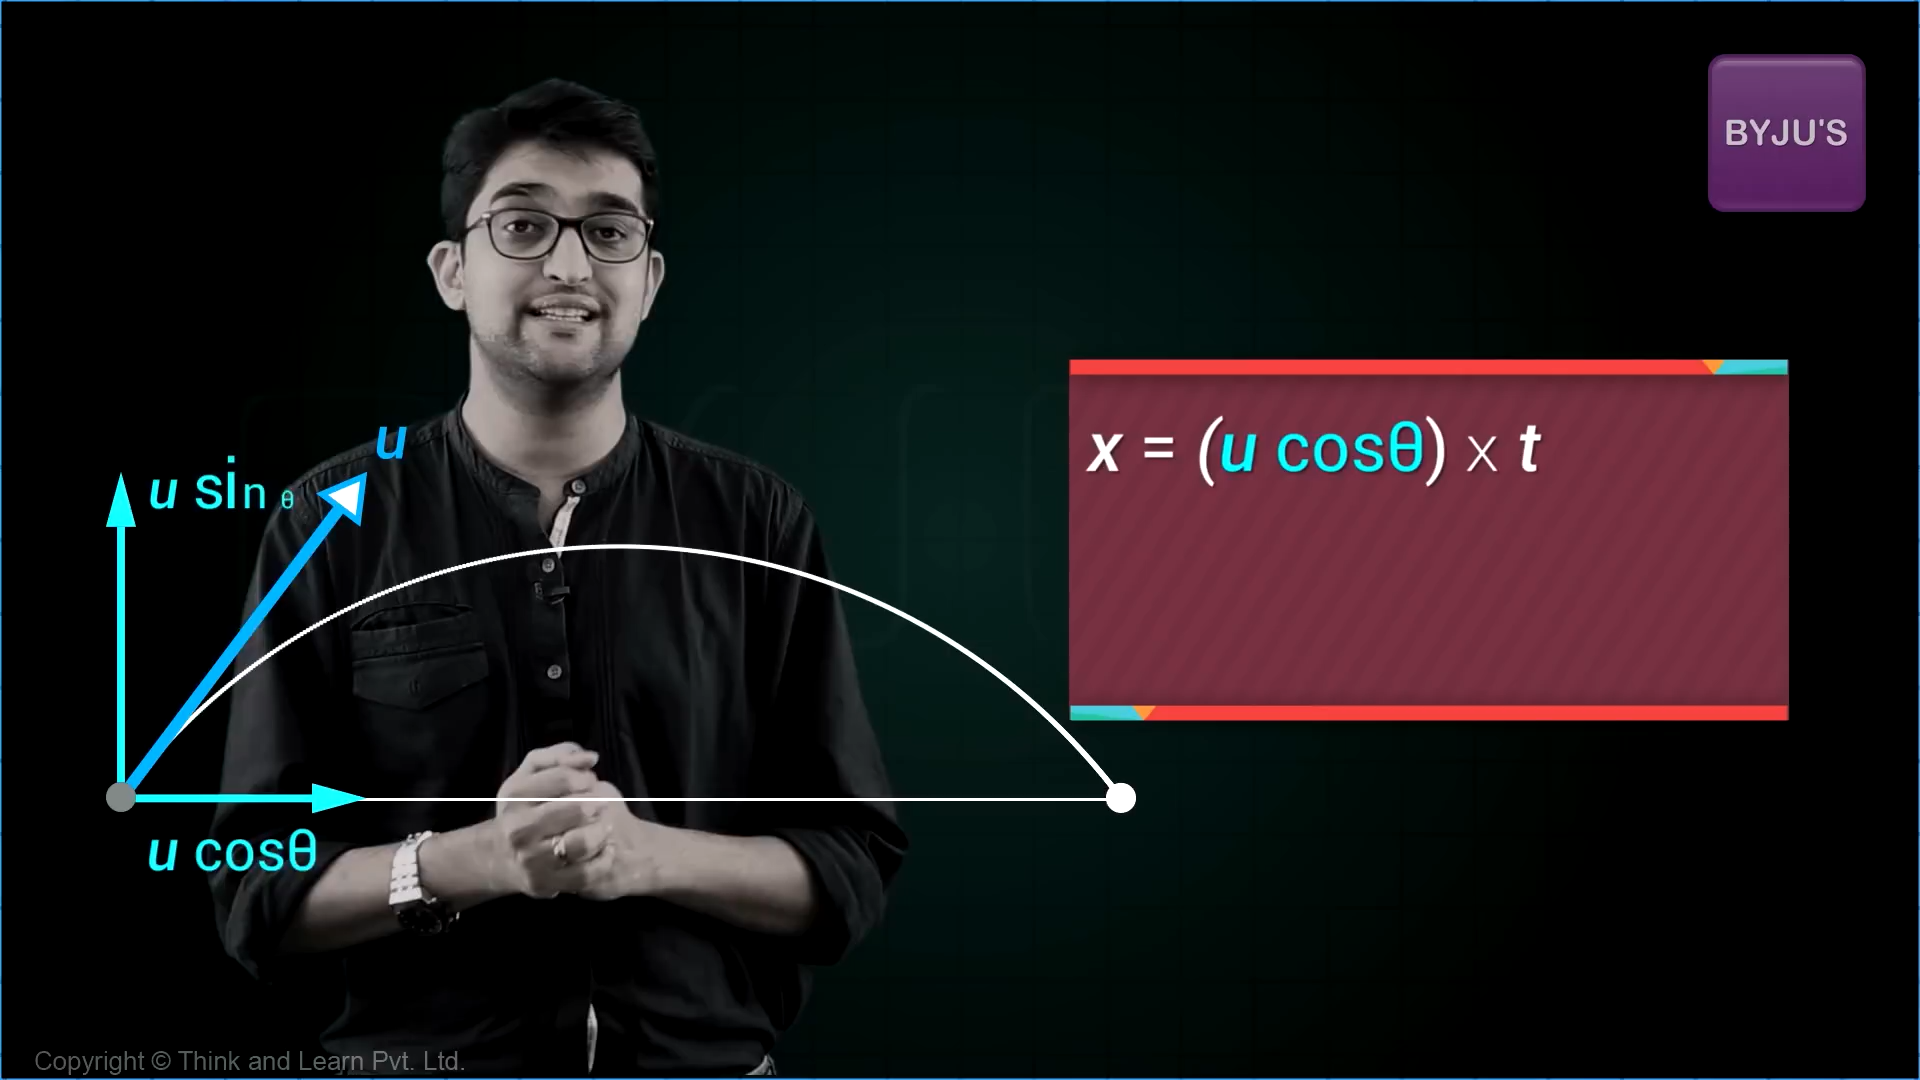 BYJU'S
u
u sin θ
x = (u cosθ) × t
u cosθ
Copyright © Think and Learn Pvt. Ltd.